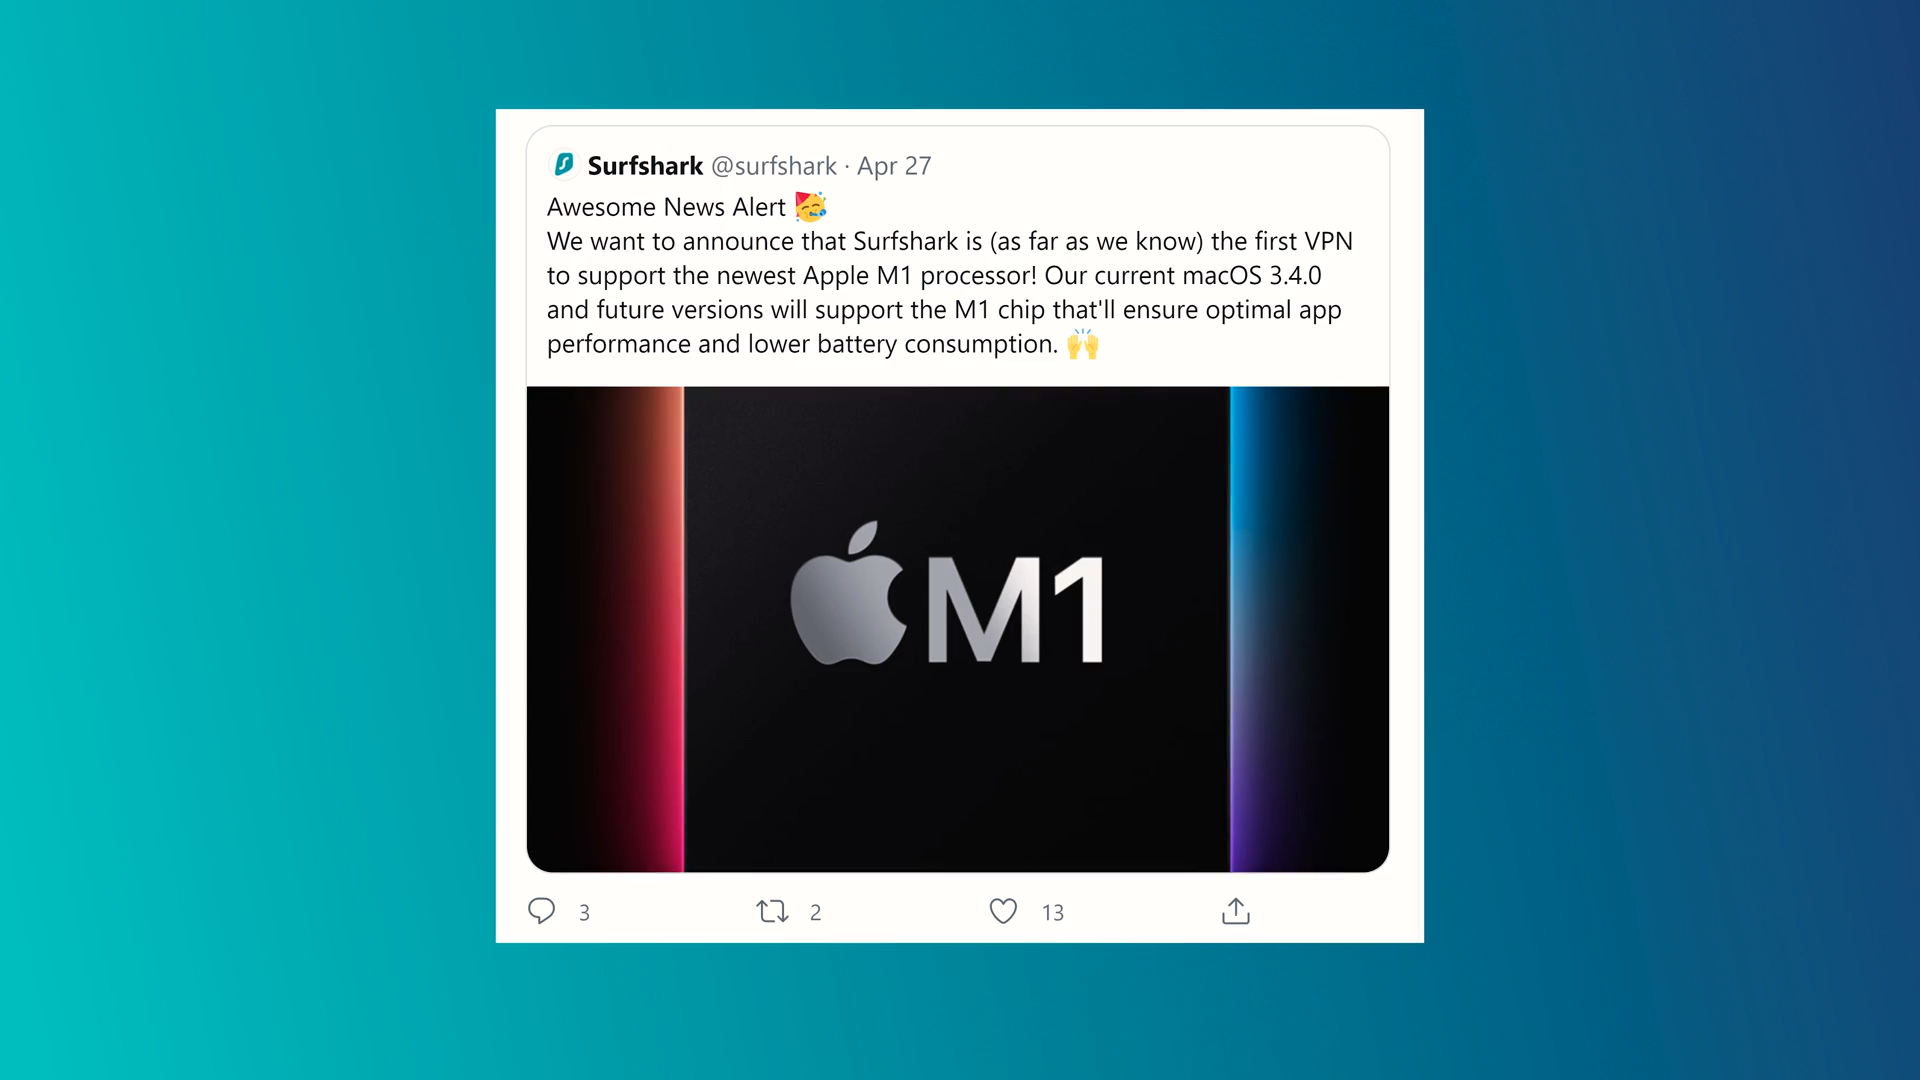 Surfshark @surfshark · Apr 27
Awesome News Alert 🥳
We want to announce that Surfshark is (as far as we know) the first VPN
to support the newest Apple M1 processor! Our current macOS 3.4.0
and future versions will support the M1 chip that'll ensure optimal app
performance and lower battery consumption. 🙌
M1
3 2 13